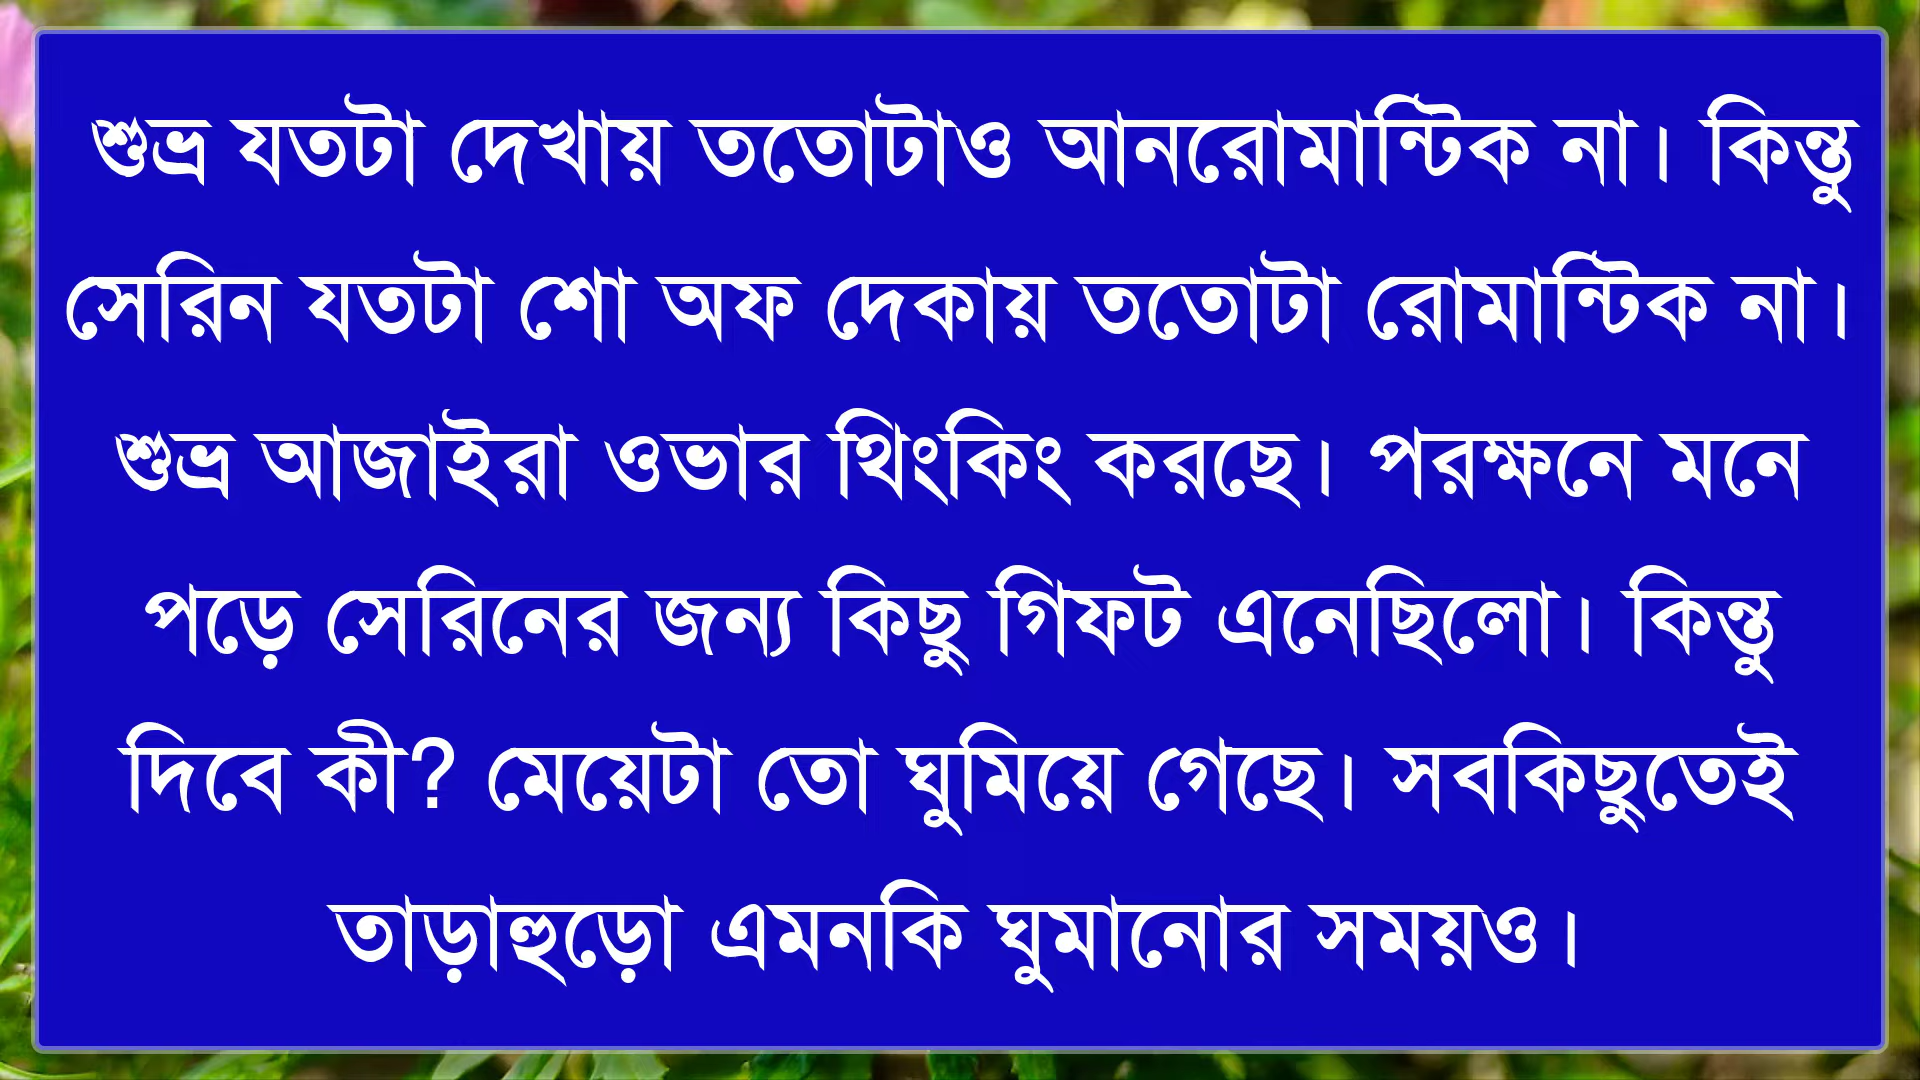 শুভ্র যতটা দেখায় ততোটাও আনরোমান্টিক না। কিন্তু
সেরিন যতটা শো অফ দেকায় ততোটা রোমান্টিক না।
শুভ্র আজাইরা ওভার থিংকিং করছে। পরক্ষনে মনে
পড়ে সেরিনের জন্য কিছু গিফট এনেছিলো। কিন্তু
দিবে কী? মেয়েটা তো ঘুমিয়ে গেছে। সবকিছুতেই
তাড়াহুড়ো এমনকি ঘুমানোর সময়ও।